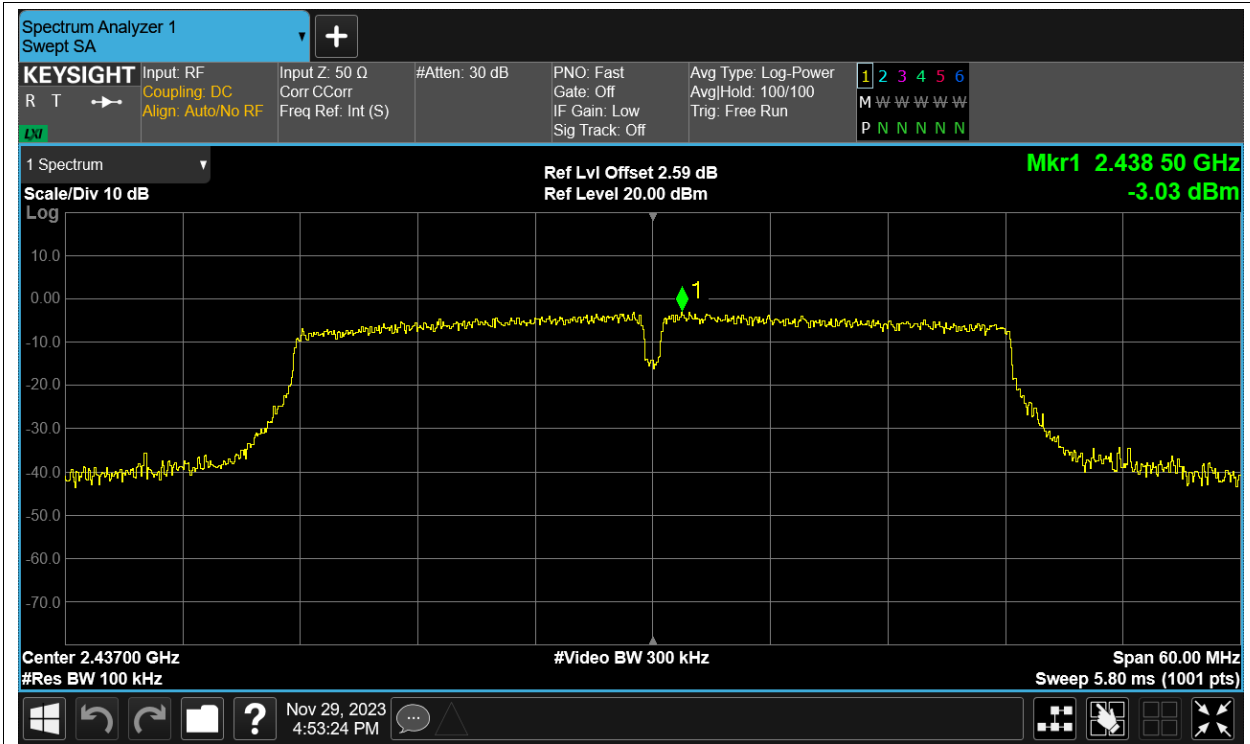 Spectrum Analyzer 1
Swept SA
KEYSIGHT
R T
LXI
Input: RF
Coupling: DC
Align: Auto/No RF
Input Z: 50 Ω
Corr CCorr
Freq Ref: Int (S)
#Atten: 30 dB
PNO: Fast
Gate: Off
IF Gain: Low
Sig Track: Off
Avg Type: Log-Power
Avg|Hold: 100/100
Trig: Free Run
1 2 3 4 5 6
M W W W W W
P N N N N N
1 Spectrum
Scale/Div 10 dB
Log
Ref Lvl Offset 2.59 dB
Ref Level 20.00 dBm
Mkr1 2.438 50 GHz
-3.03 dBm
1
10.0
0.00
-10.0
-20.0
-30.0
-40.0
-50.0
-60.0
-70.0
Center 2.43700 GHz
#Res BW 100 kHz
#Video BW 300 kHz
Span 60.00 MHz
Sweep 5.80 ms (1001 pts)
?
Nov 29, 2023
4:53:24 PM